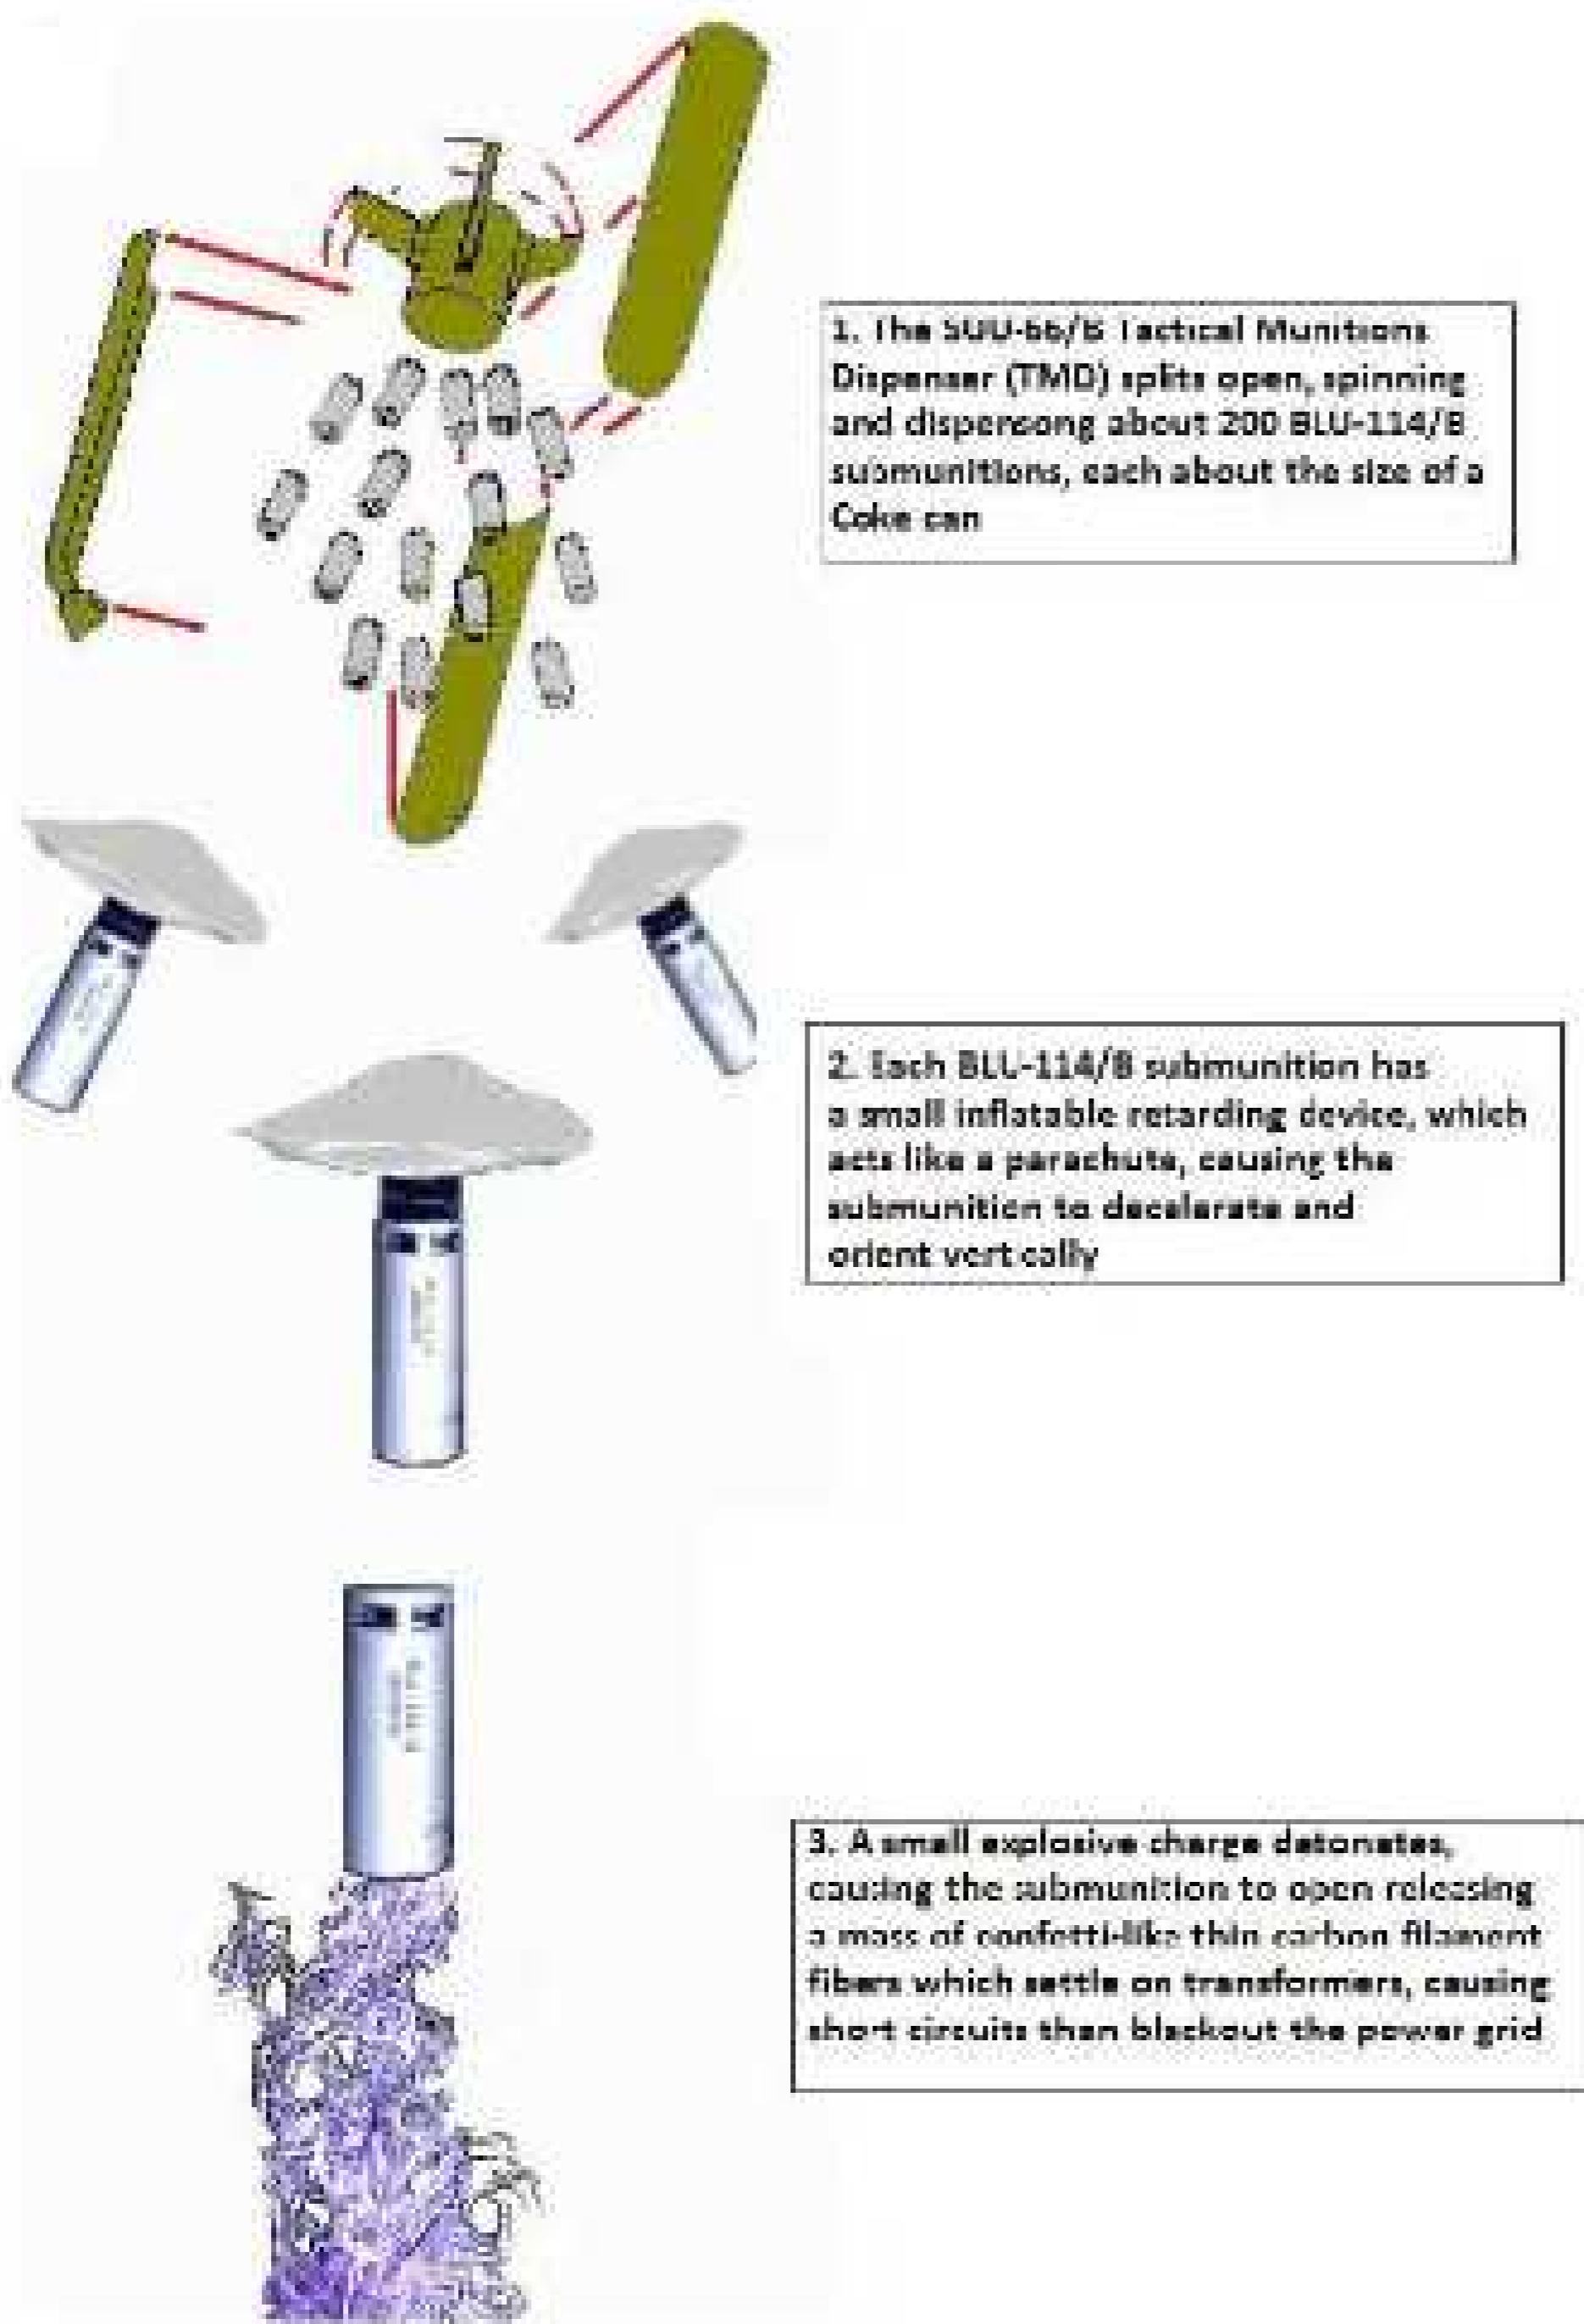 1. The SUU-66/B Tactical Munitions
Dispenser (TMD) splits open, spinning
and dispensong about 200 BLU-114/B
submunitions, each about the size of a
Coke can
2. Each BLU-114/B submunition has
a small inflatable retarding device, which
acts like a parachute, causing the
submunition to decelerate and
orient vertically
3. A small explosive charge detonates,
causing the submunition to open releasing
a mass of confetti-like thin carbon filament
fibers which settle on transformers, causing
short circuits than blackout the power grid